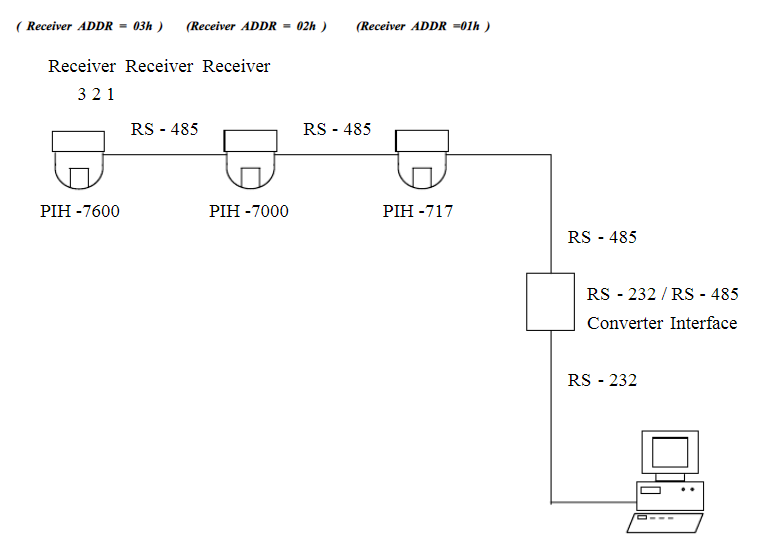 ( Receiver ADDR = 03h ) (Receiver ADDR = 02h ) (Receiver ADDR =01h )
Receiver Receiver Receiver
3 2 1
RS - 485 RS - 485
PIH -7600 PIH -7000 PIH -717
RS - 485
RS - 232 / RS - 485
Converter Interface
RS - 232